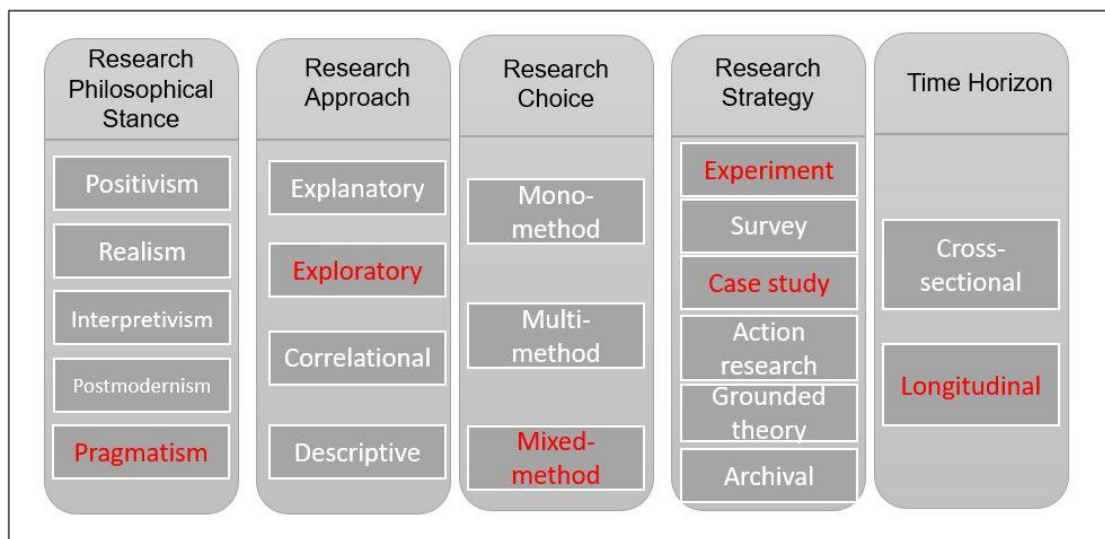 Research
Philosophical
Stance
Positivism
Realism
Interpretivism
Postmodernism
Pragmatism
Research
Approach
Explanatory
Exploratory
Correlational
Descriptive
Research
Choice
Mono-
method
Multi-
method
Mixed-
method
Research
Strategy
Experiment
Survey
Case study
Action
research
Grounded
theory
Archival
Time Horizon
Cross-
sectional
Longitudinal